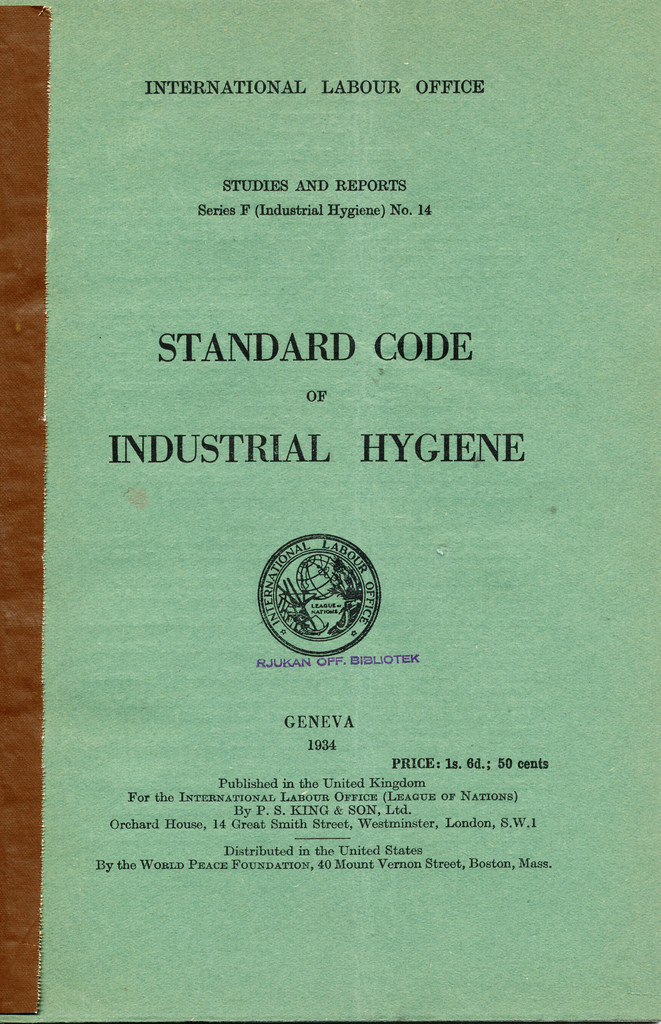 INTERNATIONAL LABOUR OFFICE
STUDIES AND REPORTS
Series F (Industrial Hygiene) No. 14
STANDARD CODE
OF
INDUSTRIAL HYGIENE
INTERNATIONAL LABOUR OFFICE
LEAGUE OF
NATIONS
RJUKAN OFF. BIBLIOTEK
GENEVA
1934
PRICE: 1s. 6d.; 50 cents
Published in the United Kingdom
For the INTERNATIONAL LABOUR OFFICE (LEAGUE OF NATIONS)
By P. S. KING & SON, Ltd.
Orchard House, 14 Great Smith Street, Westminster, London, S.W.1
Distributed in the United States
By the WORLD PEACE FOUNDATION, 40 Mount Vernon Street, Boston, Mass.